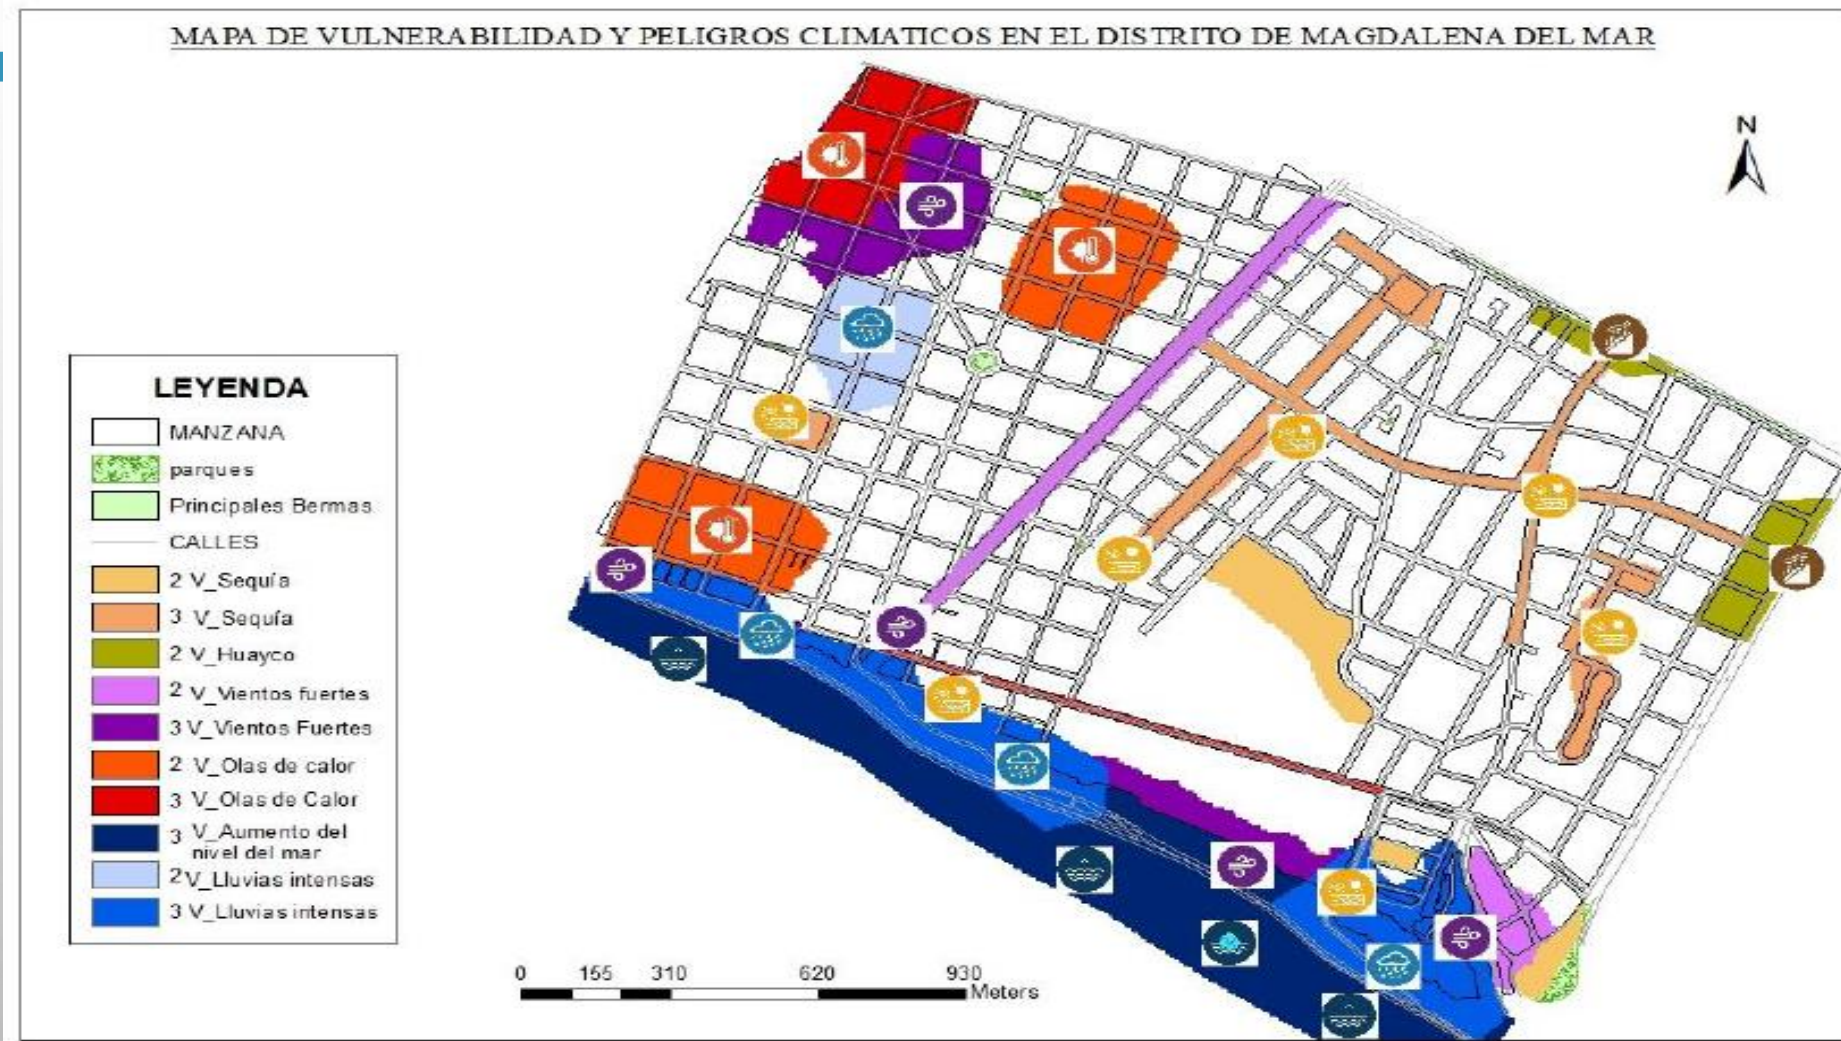 MAPA DE VULNERABILIDAD Y PELIGROS CLIMATICOS EN EL DISTRITO DE MAGDALENA DEL MAR
N
LEYENDA
MANZANA
parques
Principales Bermas
CALLES
2 V_Sequía
3 V_Sequía
2 V_Huayco
2 V_Vientos fuertes
3 V_Vientos Fuertes
2 V_Olas de calor
3 V_Olas de Calor
3 V_Aumento del
nivel del mar
2 V_Lluvias intensas
3 V_Lluvias intensas
0 155 310 620 930
Meters